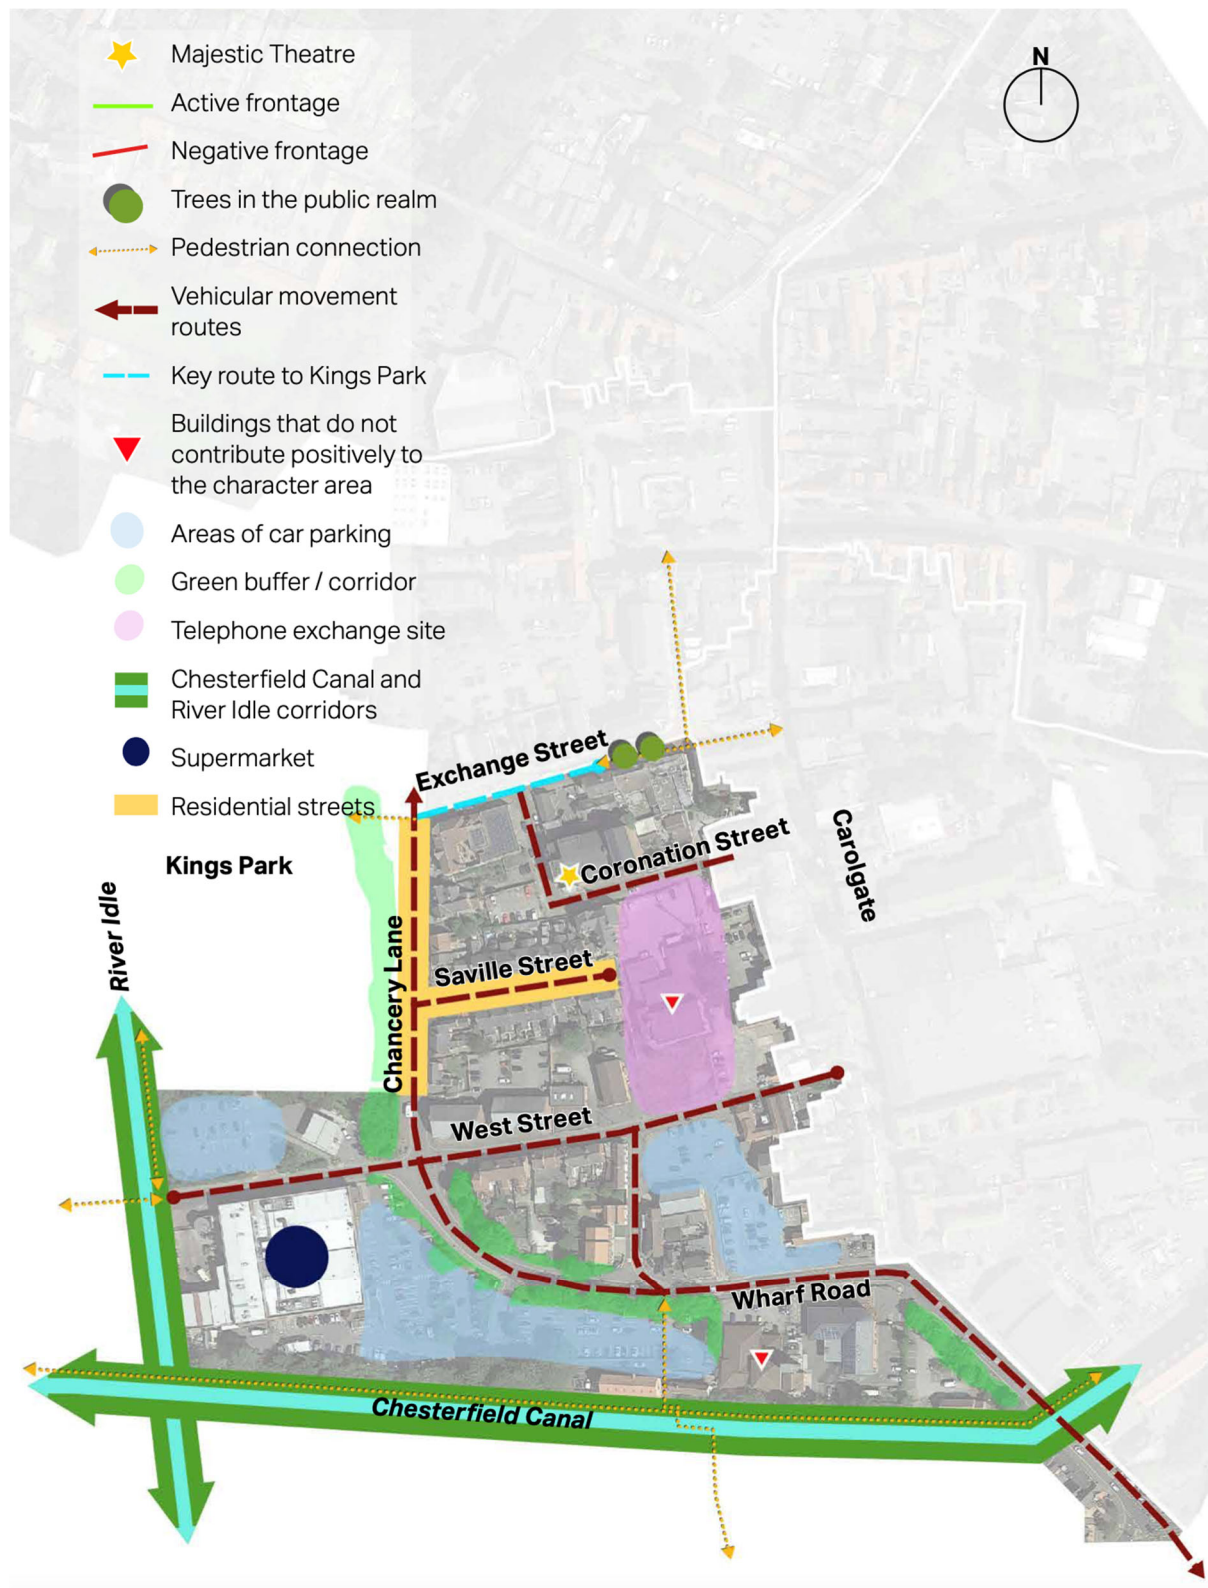 N
Majestic Theatre
Active frontage
Negative frontage
Trees in the public realm
Pedestrian connection
Vehicular movement
routes
Key route to Kings Park
Buildings that do not
contribute positively to
the character area
Areas of car parking
Green buffer / corridor
Telephone exchange site
Chesterfield Canal and
River Idle corridors
Supermarket
Residential streets
Exchange Street
Coronation Street
Carolgate
Kings Park
River Idle
Chancery Lane
Saville Street
West Street
Wharf Road
Chesterfield Canal